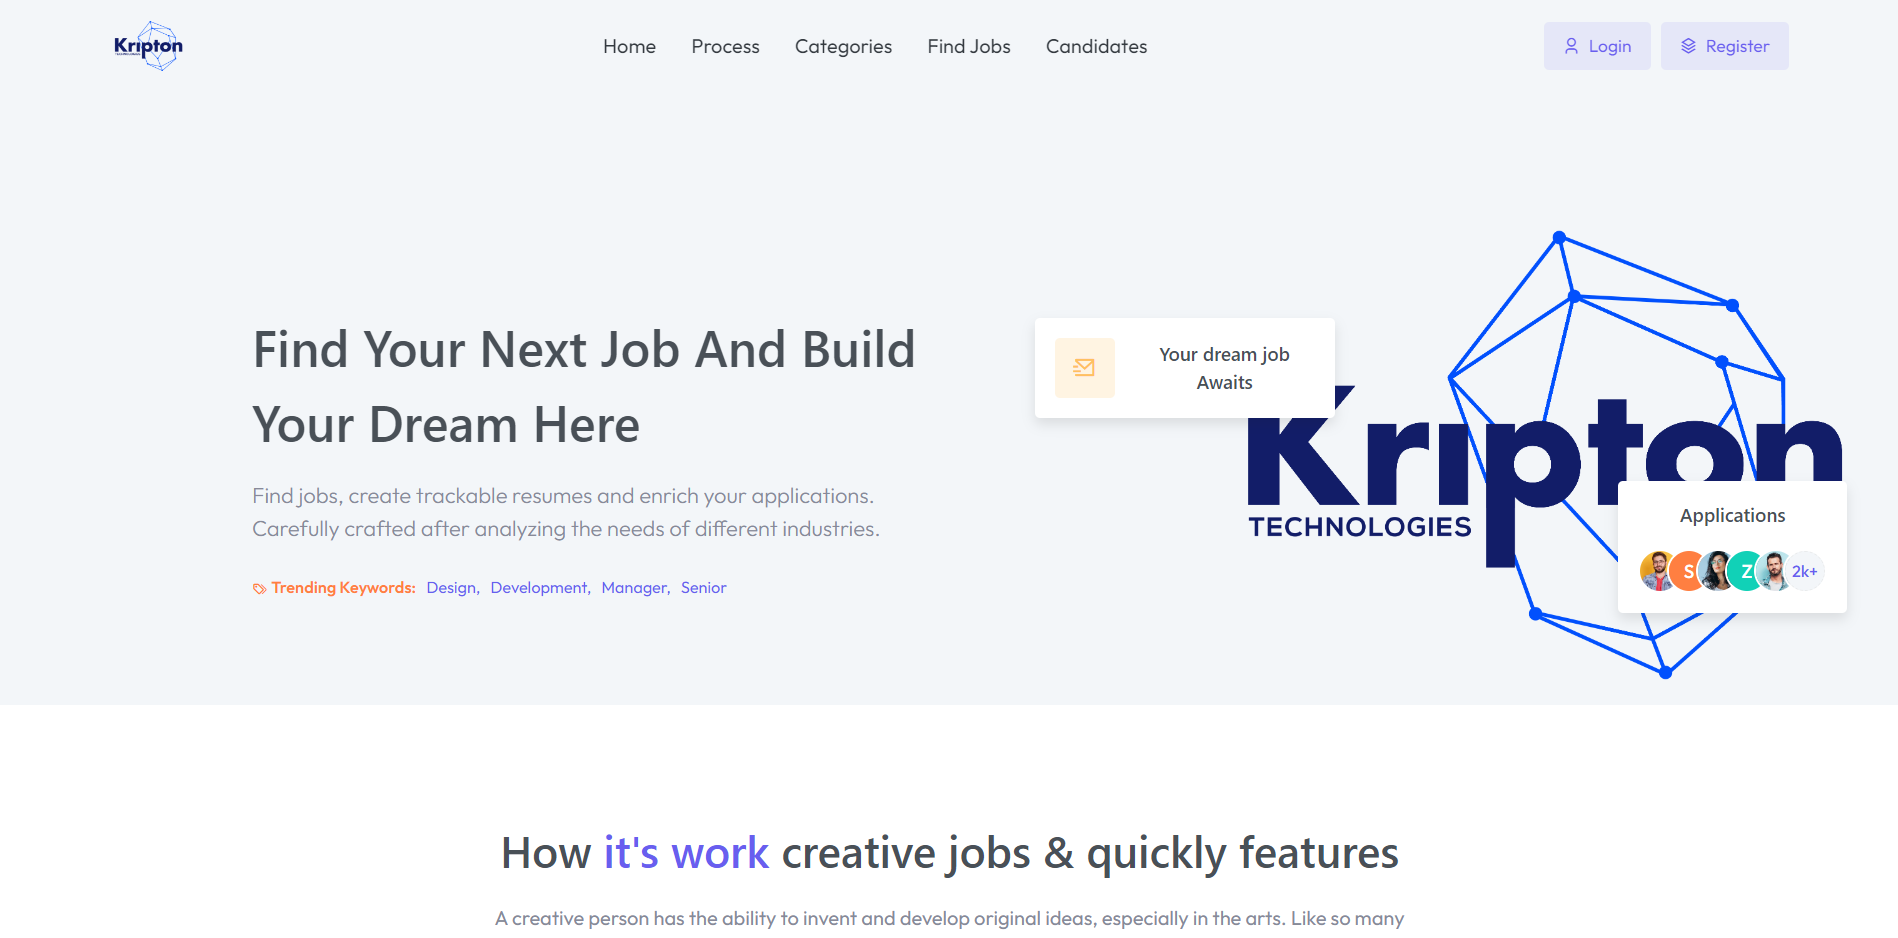 Kripton
TECHNOLOGIES
Home Process Categories Find Jobs Candidates
Login Register
Find Your Next Job And Build
Your Dream Here
Find jobs, create trackable resumes and enrich your applications.
Carefully crafted after analyzing the needs of different industries.
Trending Keywords: Design, Development, Manager, Senior
Your dream job
Awaits
Kripton
TECHNOLOGIES
Applications
S Z 2k+
How it's work creative jobs & quickly features
A creative person has the ability to invent and develop original ideas, especially in the arts. Like so many